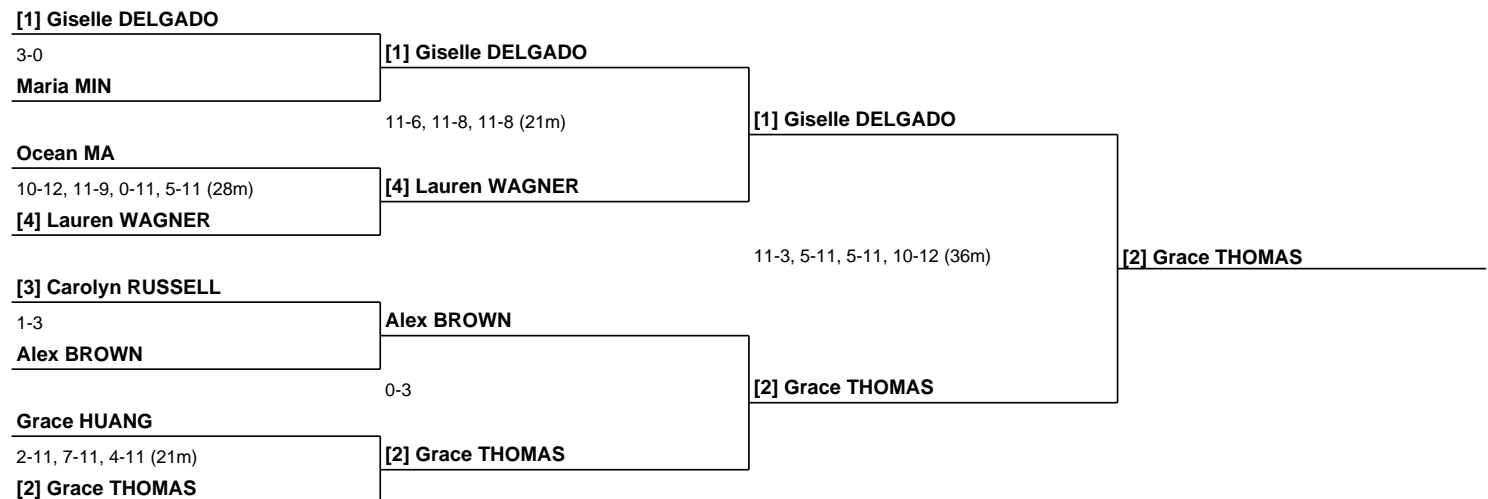 [1] Giselle DELGADO
3-0
[1] Giselle DELGADO
Maria MIN
11-6, 11-8, 11-8 (21m)
[1] Giselle DELGADO
Ocean MA
10-12, 11-9, 0-11, 5-11 (28m)
[4] Lauren WAGNER
[4] Lauren WAGNER
11-3, 5-11, 5-11, 10-12 (36m)
[2] Grace THOMAS
[3] Carolyn RUSSELL
1-3
Alex BROWN
Alex BROWN
0-3
[2] Grace THOMAS
Grace HUANG
2-11, 7-11, 4-11 (21m)
[2] Grace THOMAS
[2] Grace THOMAS